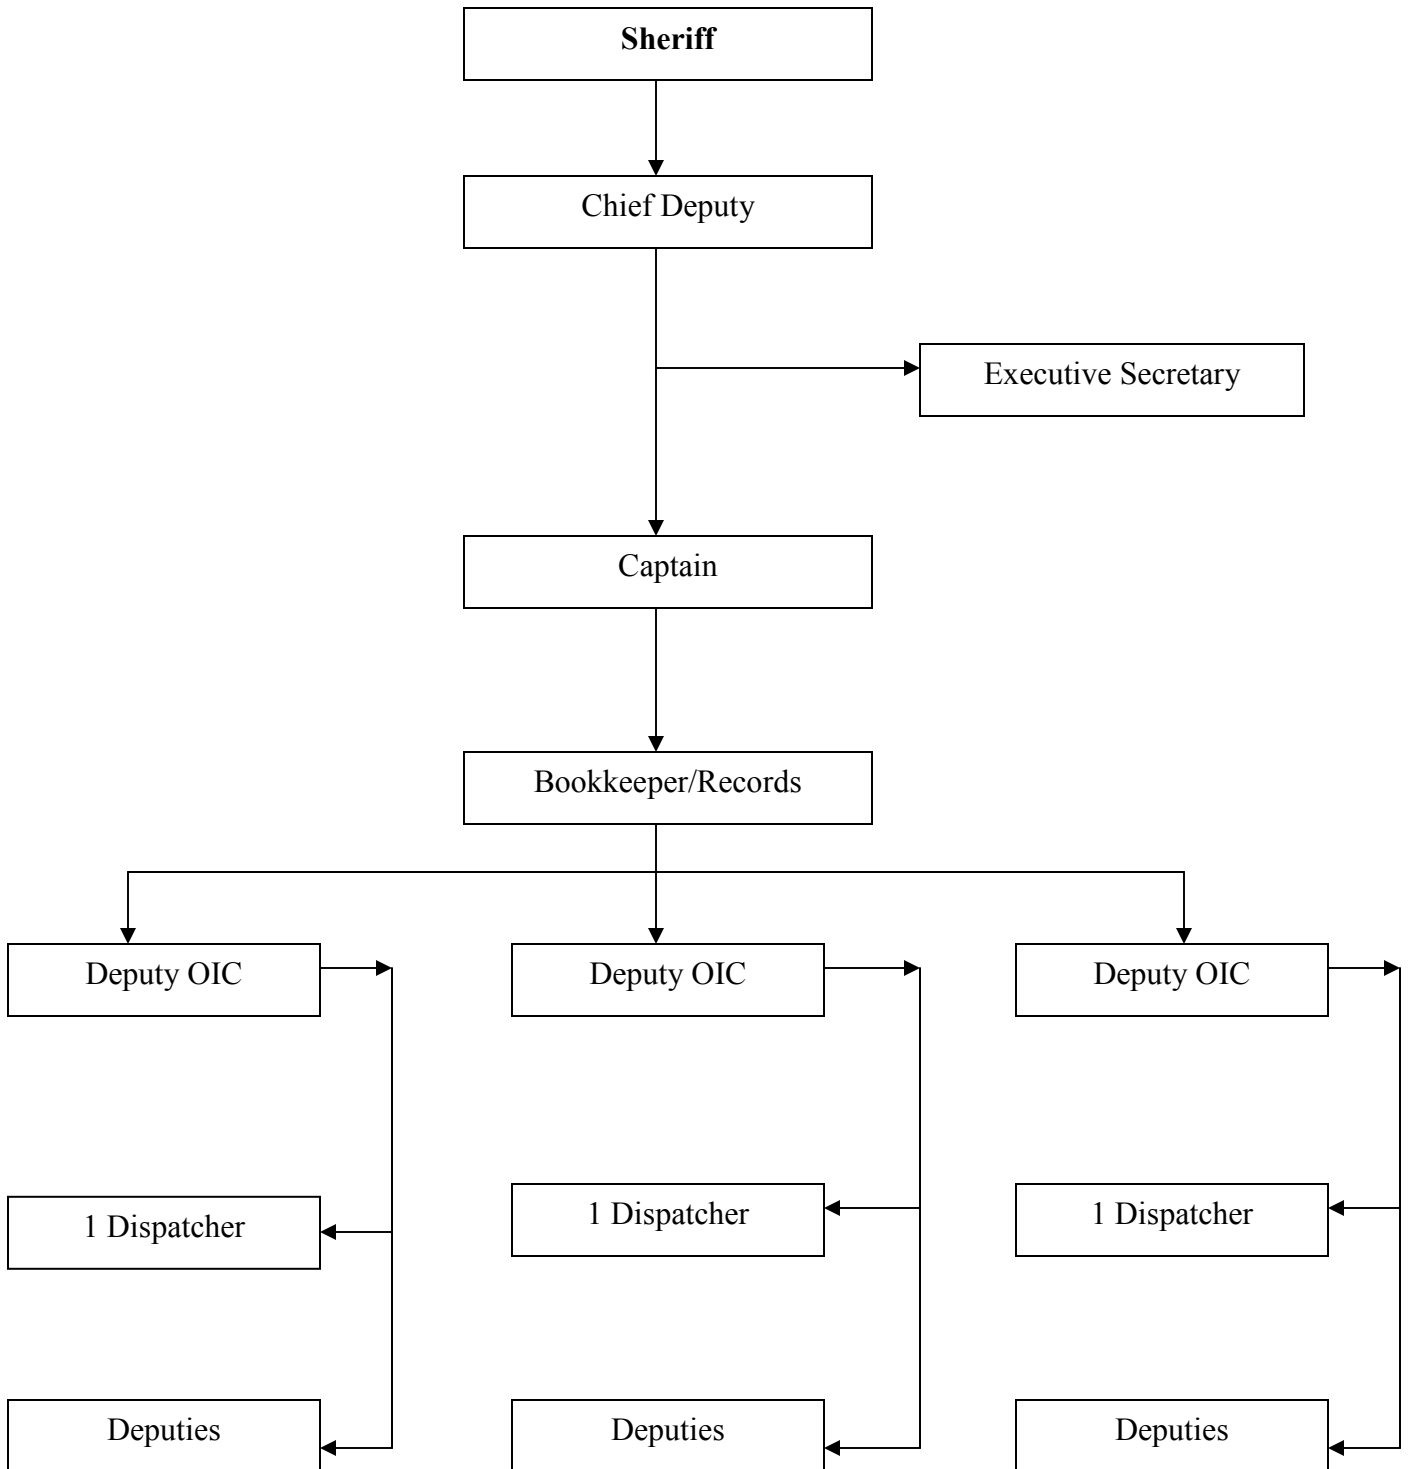 Sheriff
Chief Deputy
Executive Secretary
Captain
Bookkeeper/Records
Deputy OIC
Deputy OIC
Deputy OIC
1 Dispatcher
1 Dispatcher
1 Dispatcher
Deputies
Deputies
Deputies